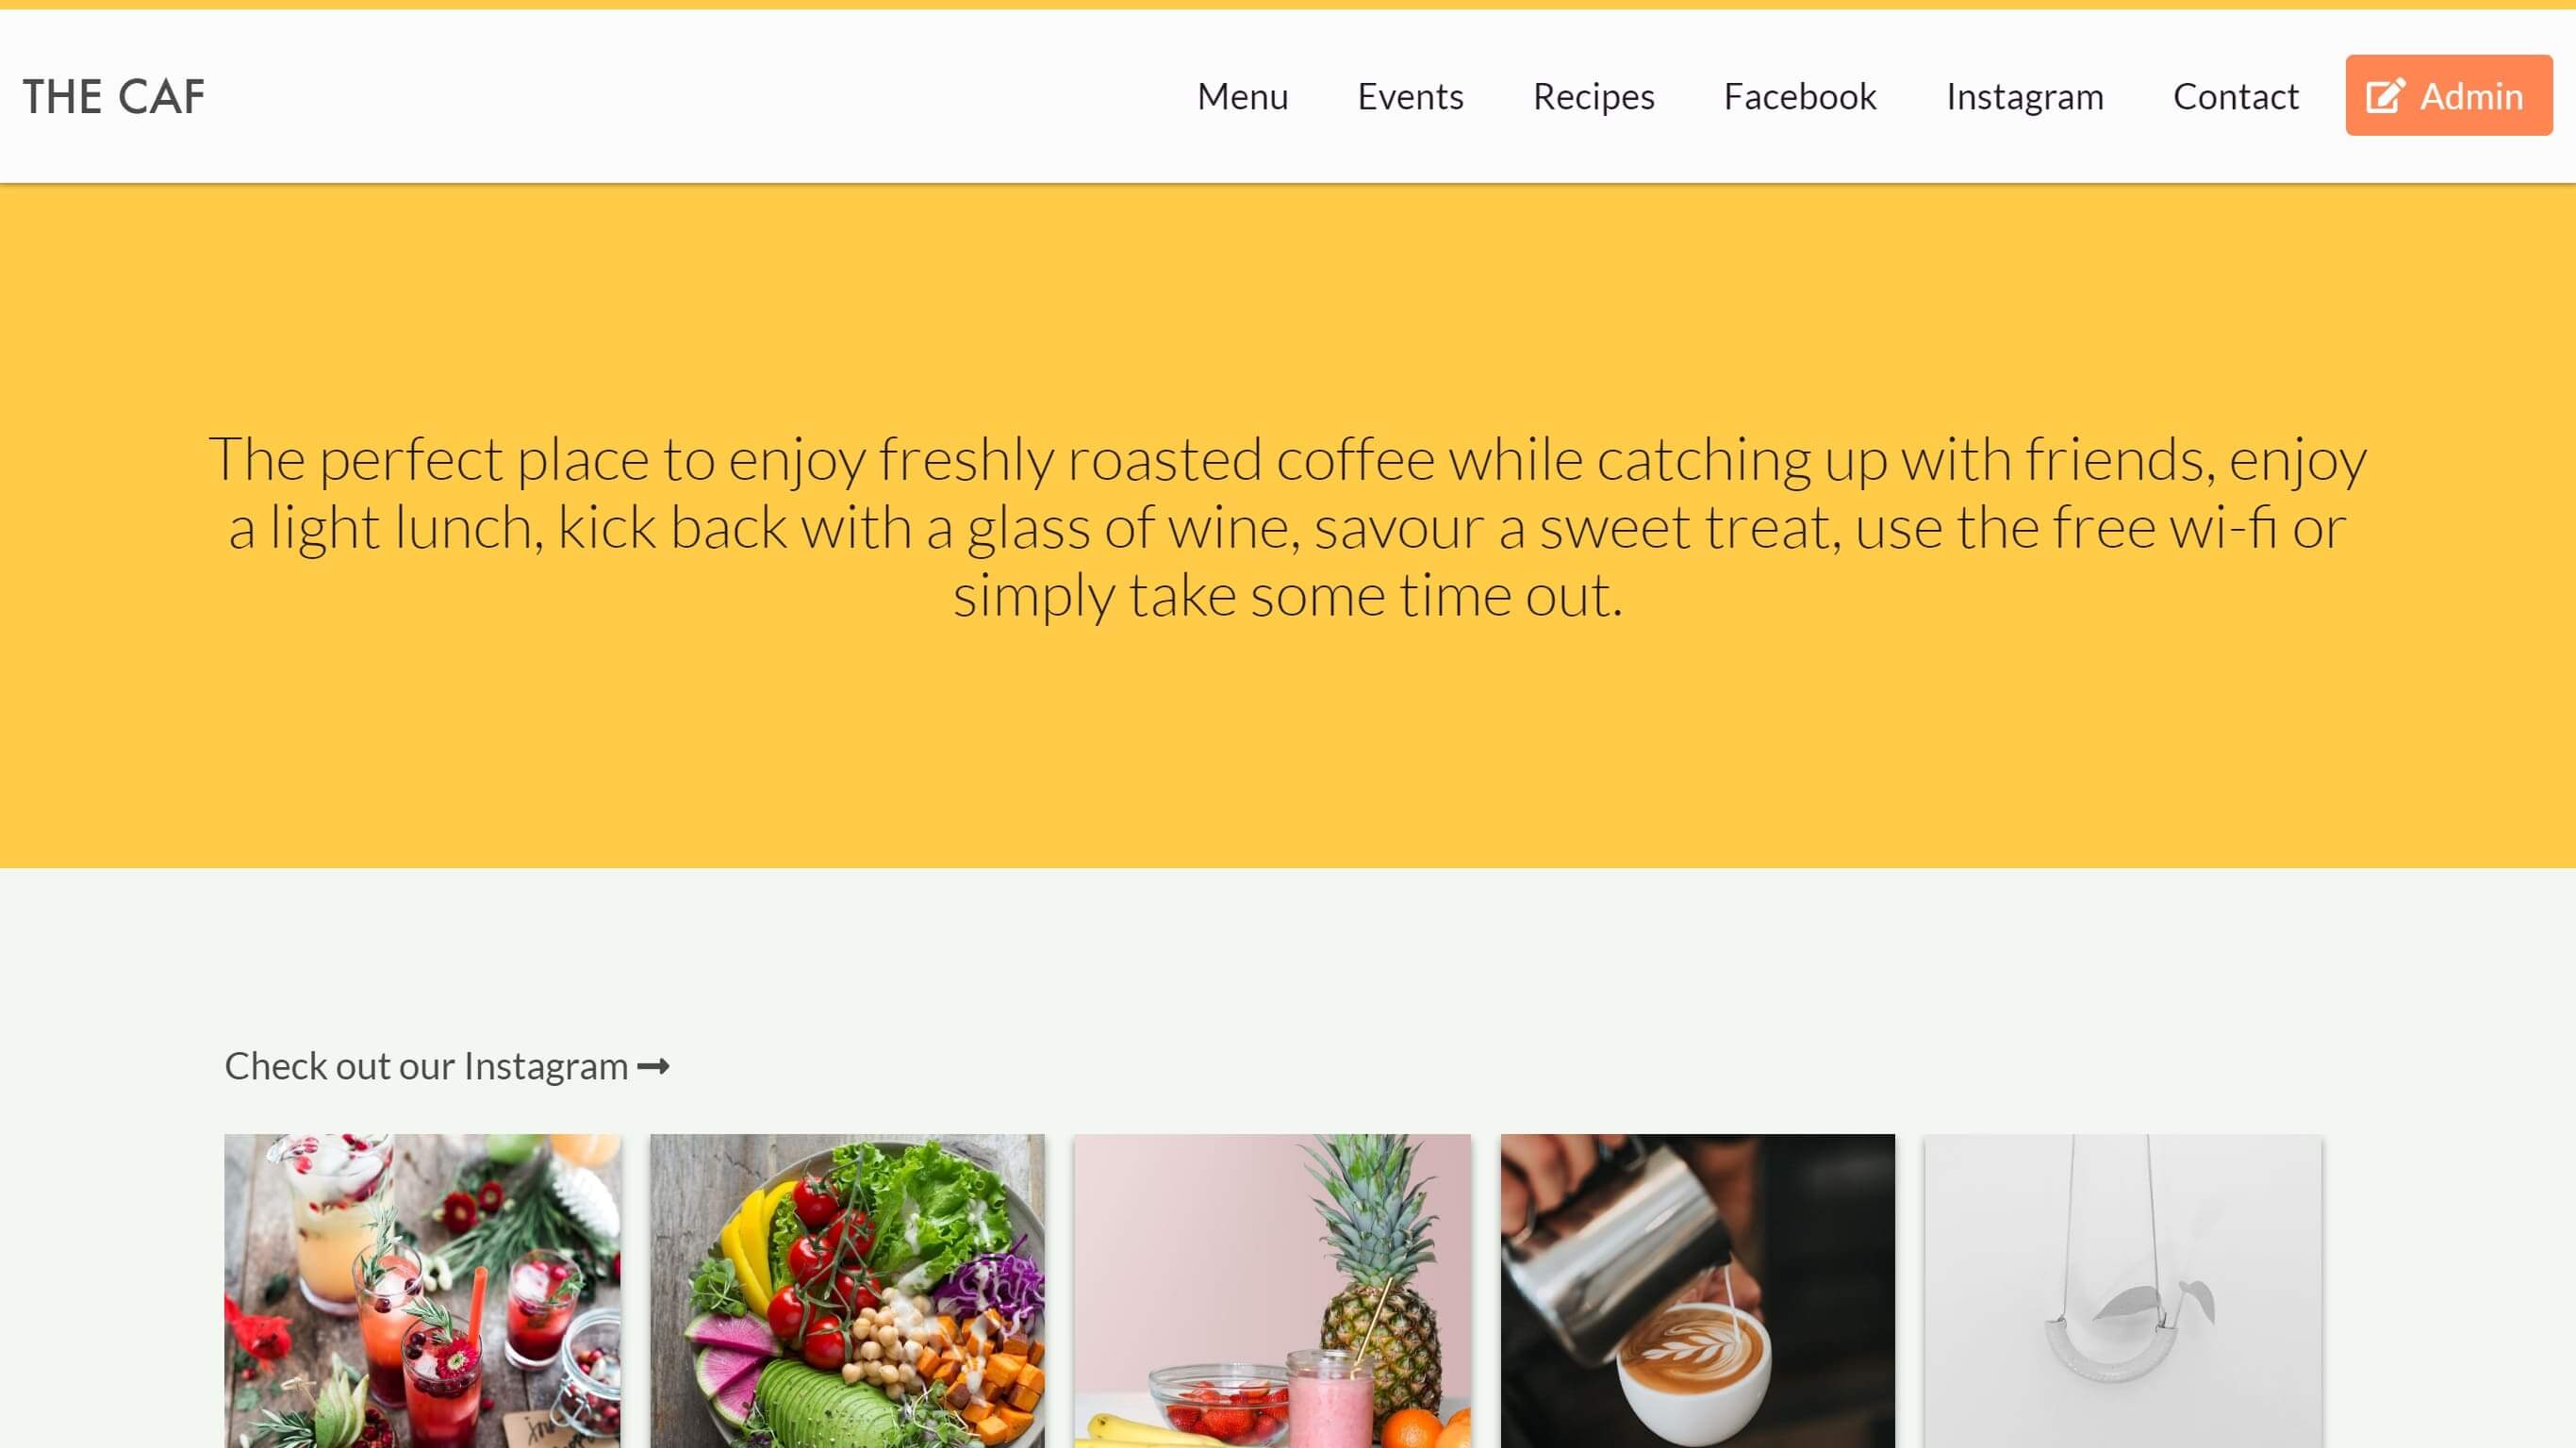 THE CAF
Menu Events Recipes Facebook Instagram Contact Admin
The perfect place to enjoy freshly roasted coffee while catching up with friends, enjoy
a light lunch, kick back with a glass of wine, savour a sweet treat, use the free wi-fi or
simply take some time out.
Check out our Instagram